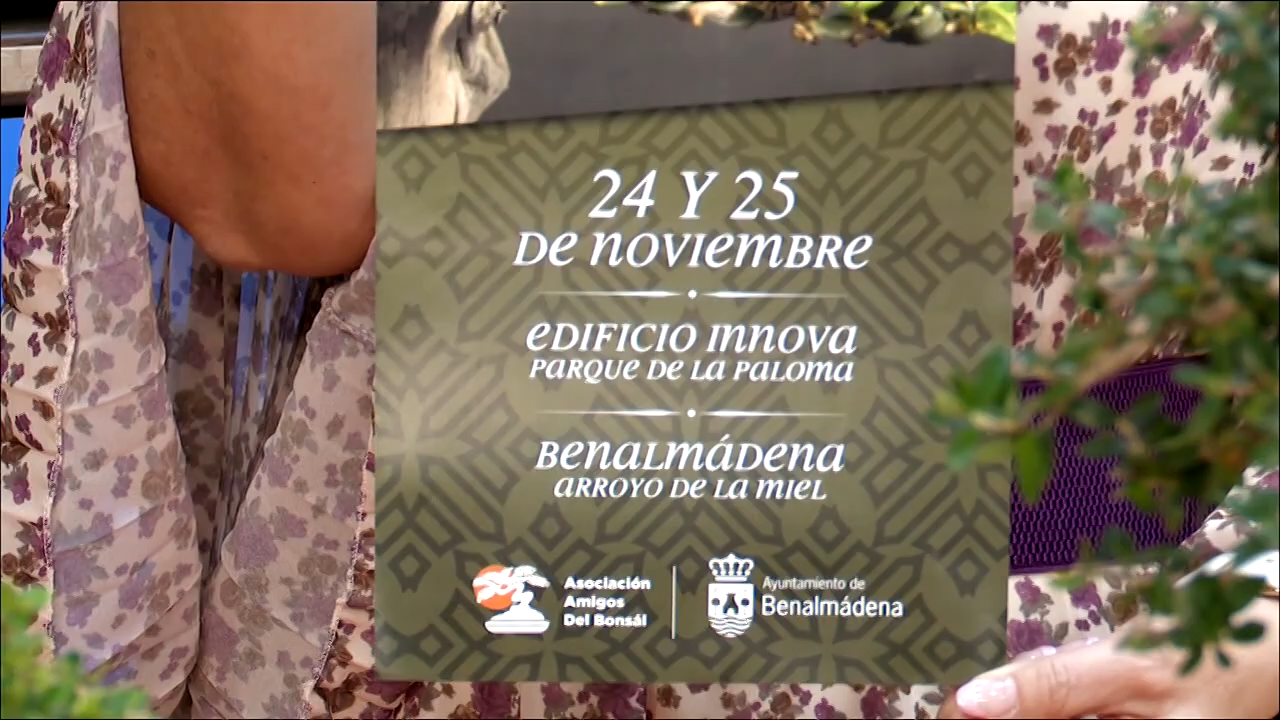 24 Y 25
DE NOVIEMBRE
EDIFICIO INNOVA
PARQUE DE LA PALOMA
BENALMÁDENA
ARROYO DE LA MIEL
Asociación
Amigos
Del Bonsái
Ayuntamiento de
Benalmádena